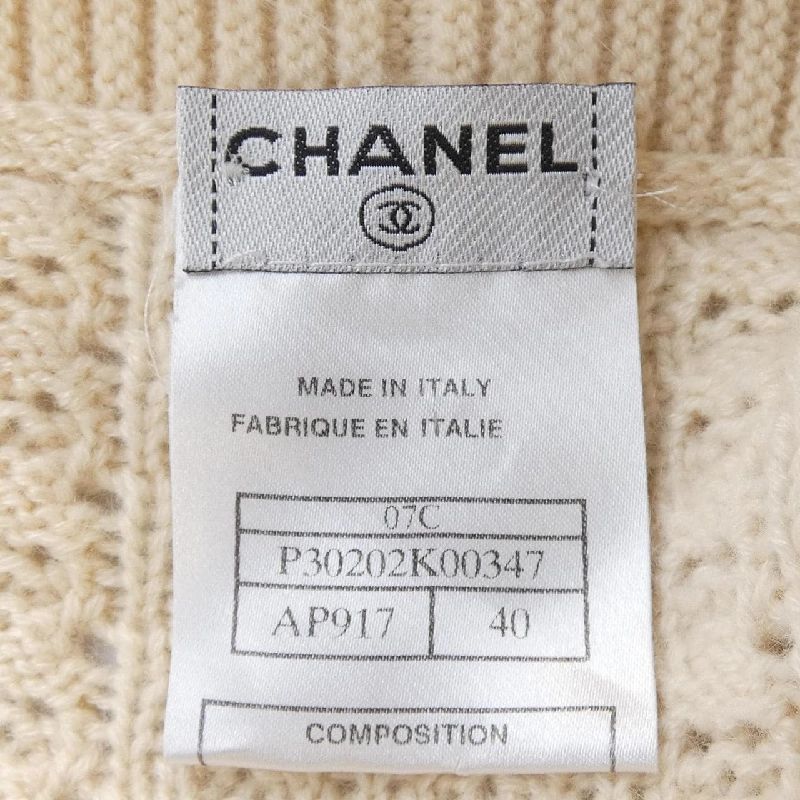 CHANEL
MADE IN ITALY
FABRIQUE EN ITALIE
07C
P30202K00347
AP917 40
COMPOSITION